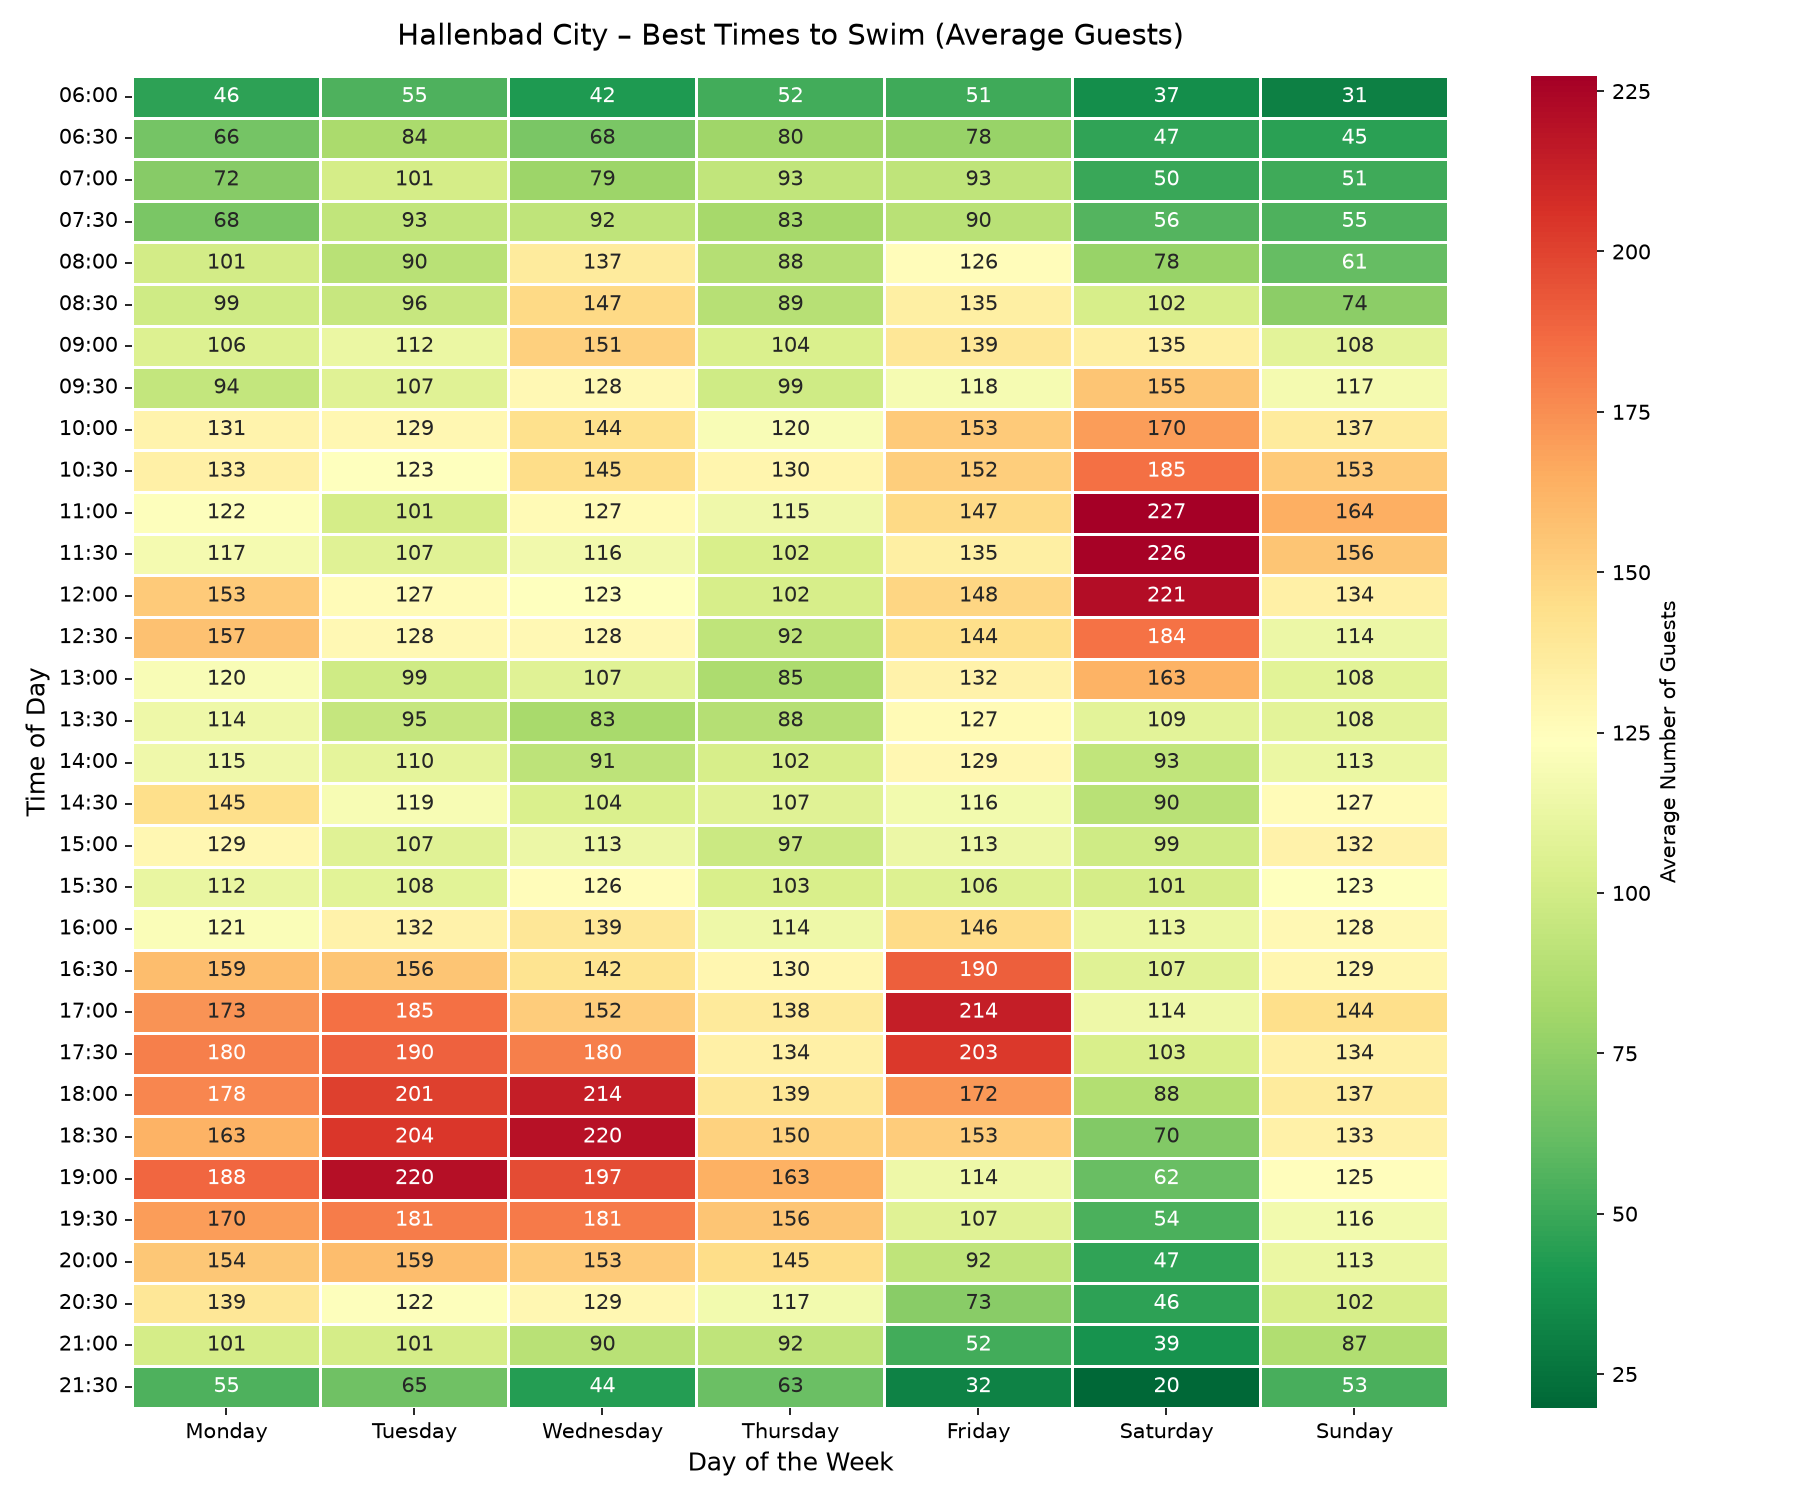 Hallenbad City – Best Times to Swim (Average Guests)
06:00 46 55 42 52 51 37 31
06:30 66 84 68 80 78 47 45
07:00 72 101 79 93 93 50 51
07:30 68 93 92 83 90 56 55
08:00 101 90 137 88 126 78 61
08:30 99 96 147 89 135 102 74
09:00 106 112 151 104 139 135 108
09:30 94 107 128 99 118 155 117
10:00 131 129 144 120 153 170 137
10:30 133 123 145 130 152 185 153
11:00 122 101 127 115 147 227 164
11:30 117 107 116 102 135 226 156
12:00 153 127 123 102 148 221 134
12:30 157 128 128 92 144 184 114
13:00 120 99 107 85 132 163 108
13:30 114 95 83 88 127 109 108
14:00 115 110 91 102 129 93 113
14:30 145 119 104 107 116 90 127
15:00 129 107 113 97 113 99 132
15:30 112 108 126 103 106 101 123
16:00 121 132 139 114 146 113 128
16:30 159 156 142 130 190 107 129
17:00 173 185 152 138 214 114 144
17:30 180 190 180 134 203 103 134
18:00 178 201 214 139 172 88 137
18:30 163 204 220 150 153 70 133
19:00 188 220 197 163 114 62 125
19:30 170 181 181 156 107 54 116
20:00 154 159 153 145 92 47 113
20:30 139 122 129 117 73 46 102
21:00 101 101 90 92 52 39 87
21:30 55 65 44 63 32 20 53
Monday Tuesday Wednesday Thursday Friday Saturday Sunday
Day of the Week
Time of Day
225
200
175
150
125
100
75
50
25
Average Number of Guests